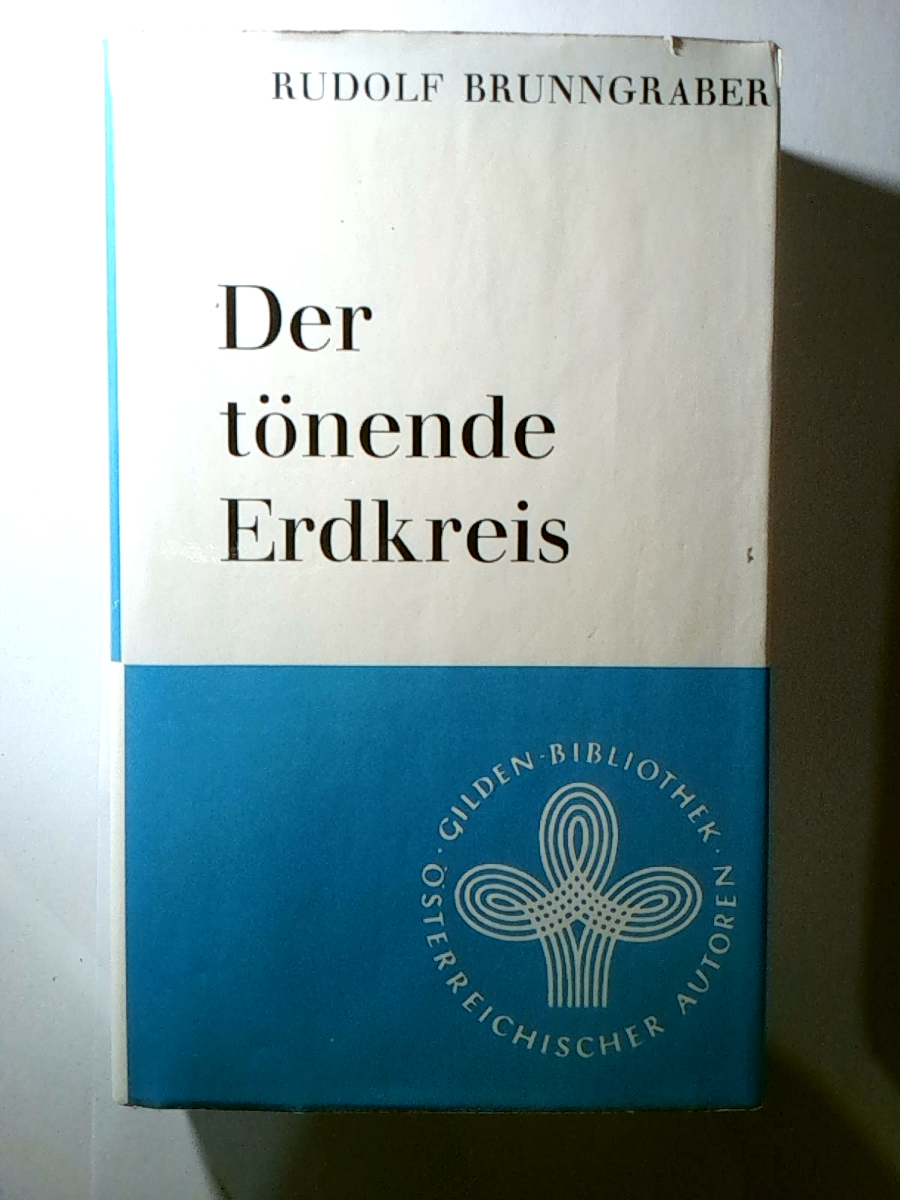 RUDOLF BRUNNGRABER
Der
tönende
Erdkreis
GILDEN-BIBLIOTHEK ·
ÖSTERREICHISCHER AUTOREN ·